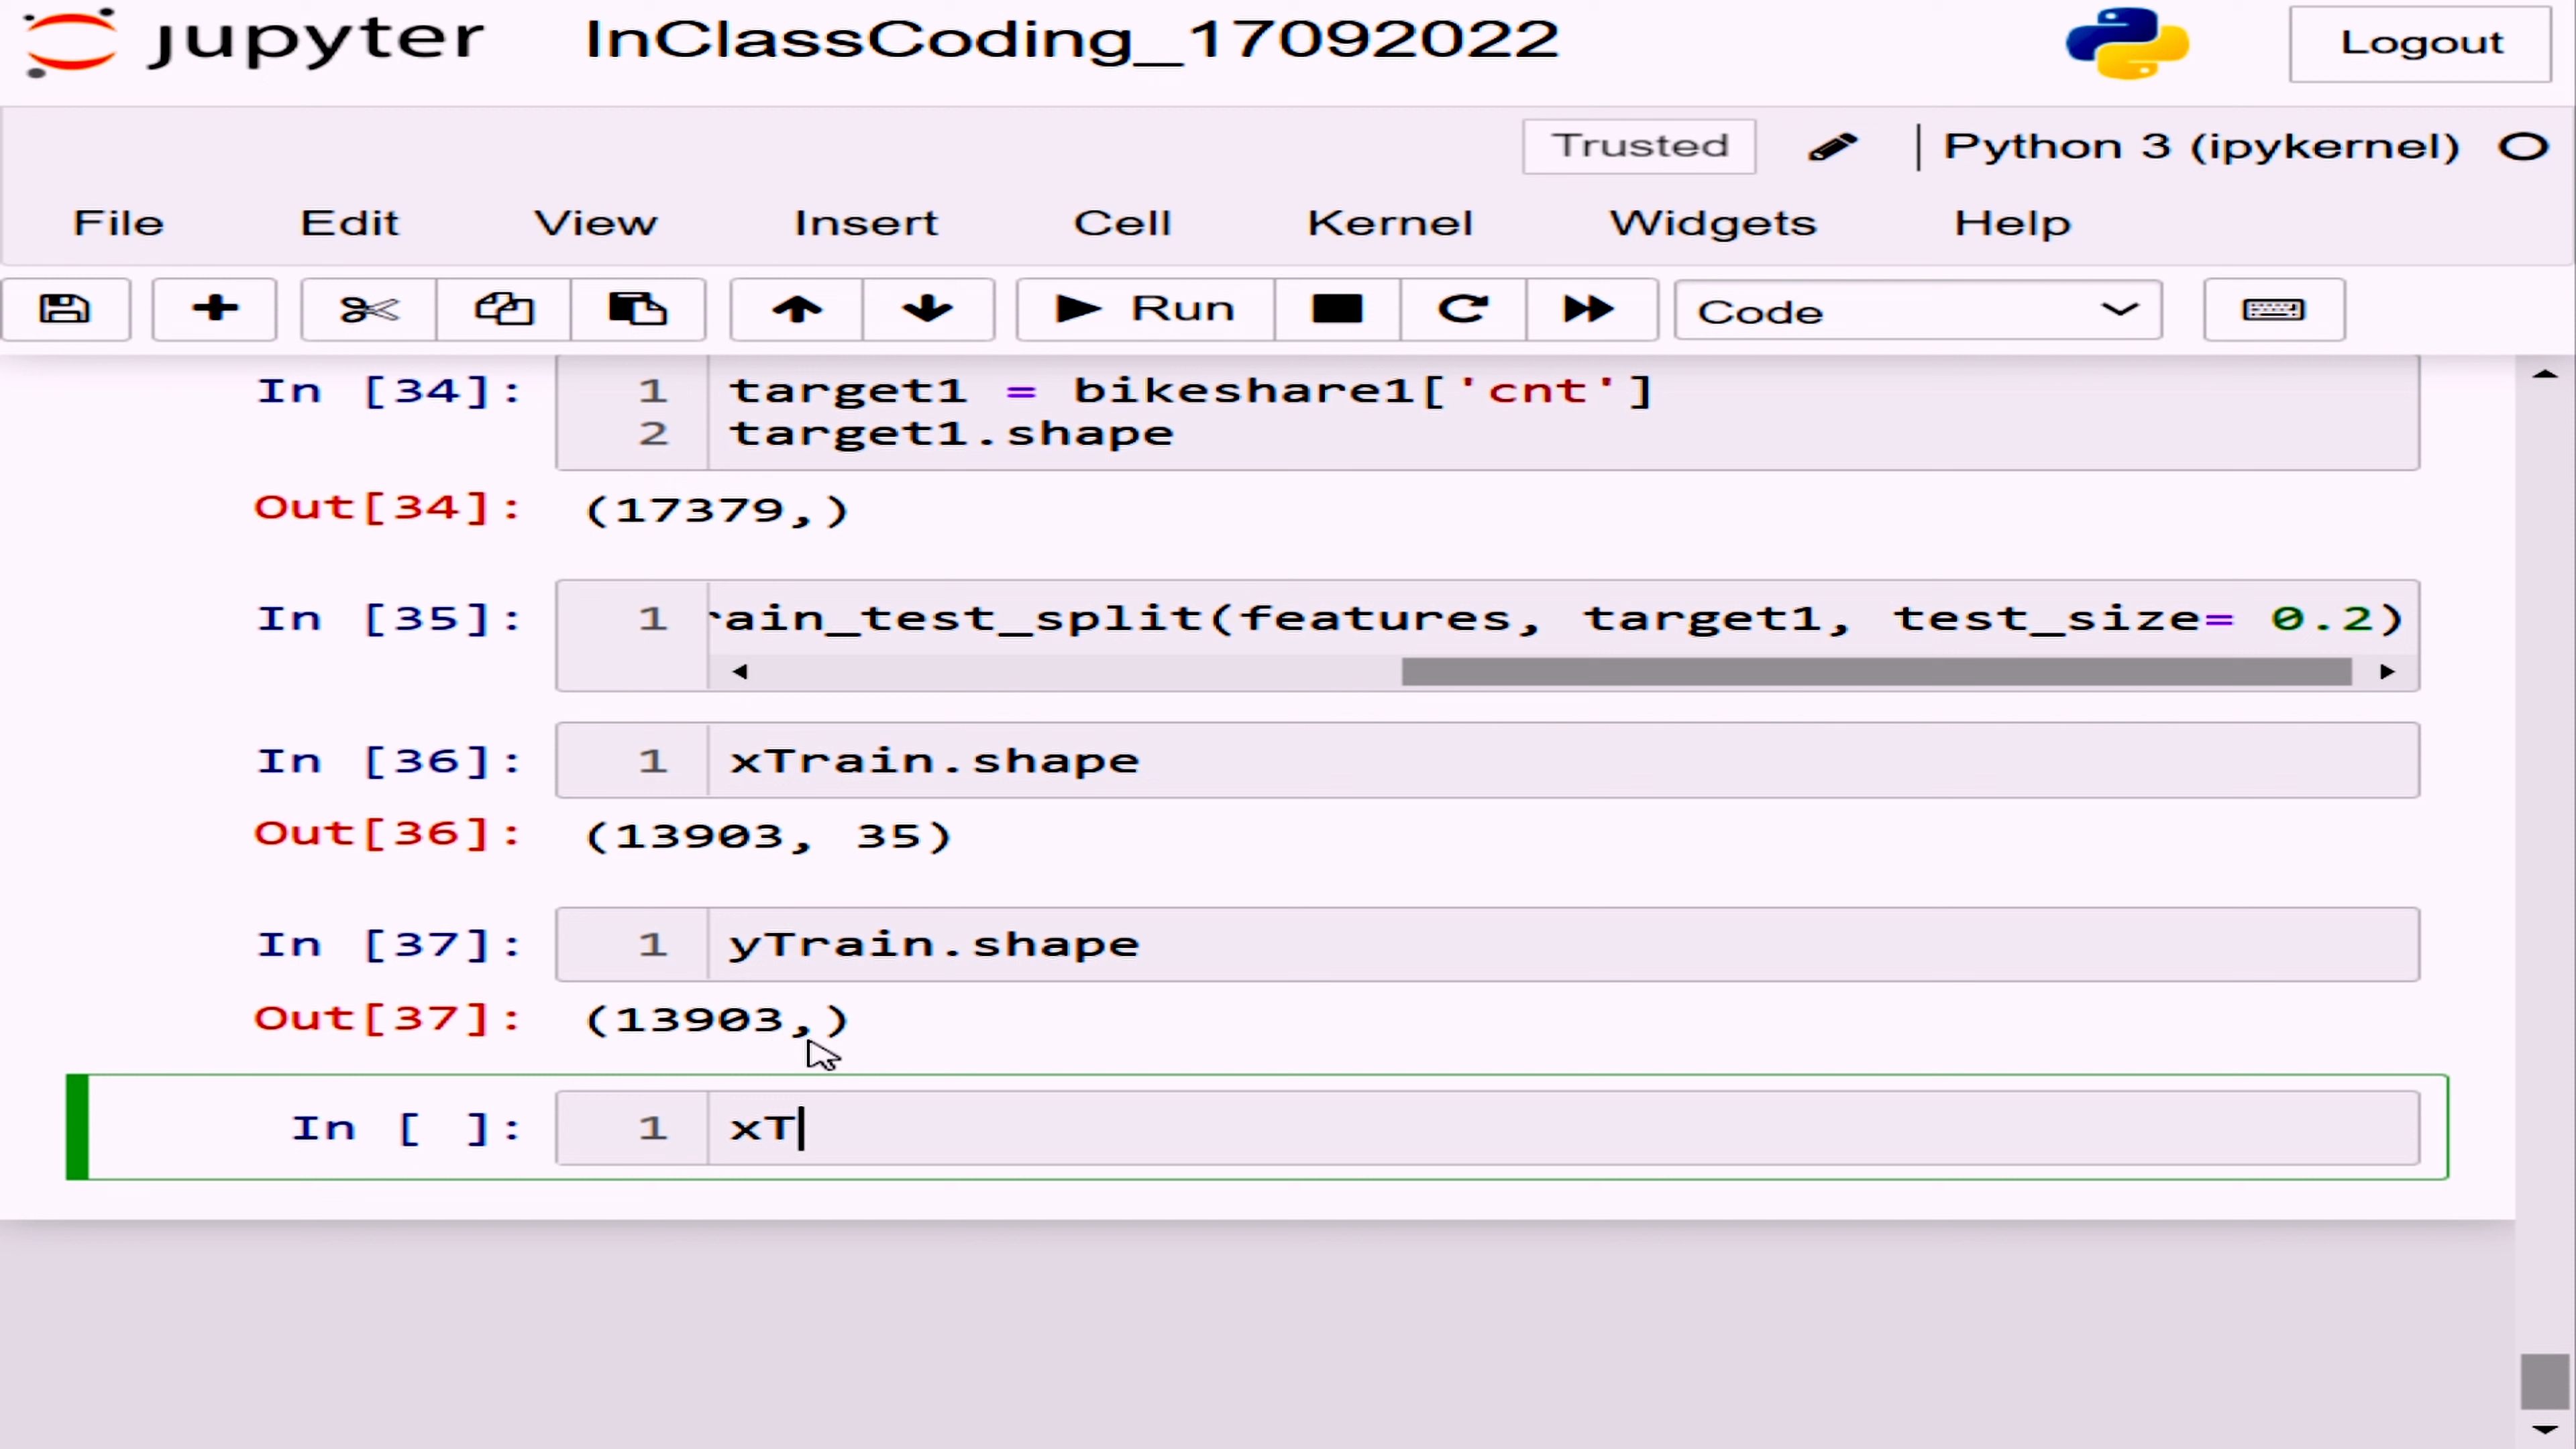 jupyter InClassCoding_17092022 Logout
Trusted Python 3 (ipykernel)
File Edit View Insert Cell Kernel Widgets Help
Run Code
In [34]: 1 target1 = bikeshare1['cnt']
2 target1.shape
Out[34]: (17379,)
In [35]: 1 rain_test_split(features, target1, test_size= 0.2)
In [36]: 1 xTrain.shape
Out[36]: (13903, 35)
In [37]: 1 yTrain.shape
Out[37]: (13903,)
In [ ]: 1 xT